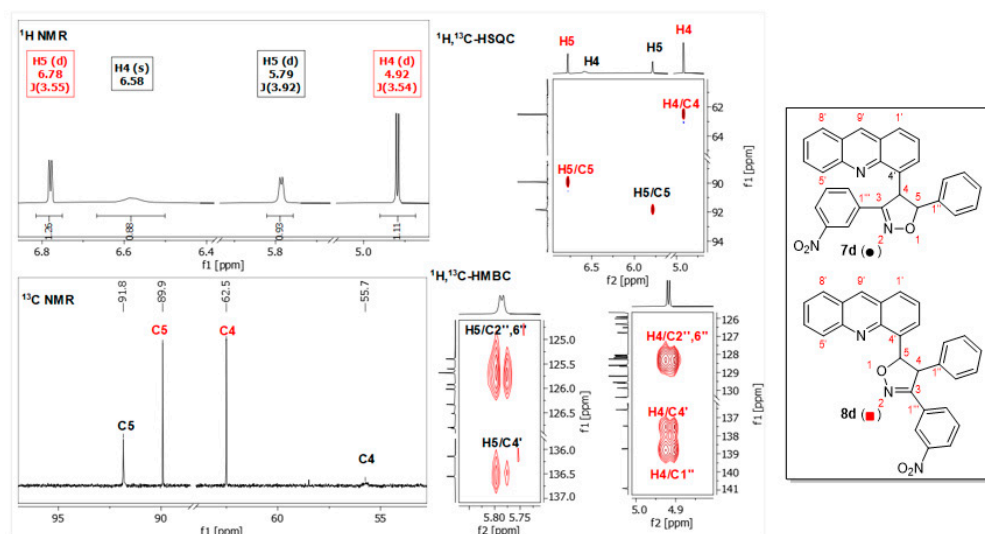 ¹H NMR
H5 (d)
6.78
J(3.55)
H4 (s)
6.58
H5 (d)
5.79
J(3.92)
H4 (d)
4.92
J(3.54)
1.26
0.88
0.93
1.11
6.8 6.6 6.4 5.8 5.0
f1 [ppm]
¹H,¹³C-HSQC
H5 H4 H5 H4
H4/C4
H5/C5
H5/C5
62
64
90
92
94
f1 [ppm]
6.5 6.0 5.0
f2 [ppm]
¹³C NMR
91.8
89.9
62.5
55.7
C5
C4
C5
C4
95 90 60 55
f1 [ppm]
¹H,¹³C-HMBC
H5/C2'',6''
H5/C4'
125.0
125.5
126.0
126.5
136.5
137.0
f1 [ppm]
5.80 5.75
f2 [ppm]
H4/C2'',6''
H4/C4'
H4/C1''
126
127
128
129
130
137
138
139
140
141
f1 [ppm]
5.0 4.9
f2 [ppm]
8' 9' 1'
N
5' 4'
4
1''' 3 5
1''
N O
2 1
O₂N
7d (●)
8' 9' 1'
N
5' 4'
5 4
1 O
1''
N 3
2
1'''
8d (■)
O₂N